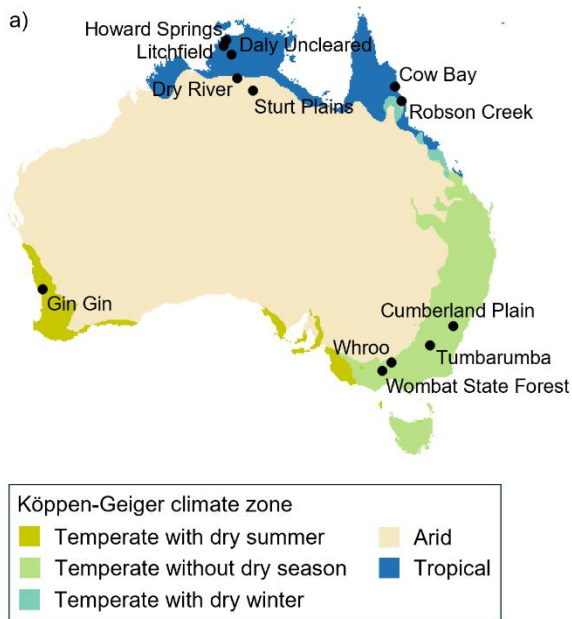 a)
Howard Springs
Litchfield
Daly Uncleared
Dry River
Sturt Plains
Cow Bay
Robson Creek
Gin Gin
Cumberland Plain
Whroo
Tumbarumba
Wombat State Forest
Köppen-Geiger climate zone
Temperate with dry summer
Arid
Temperate without dry season
Tropical
Temperate with dry winter